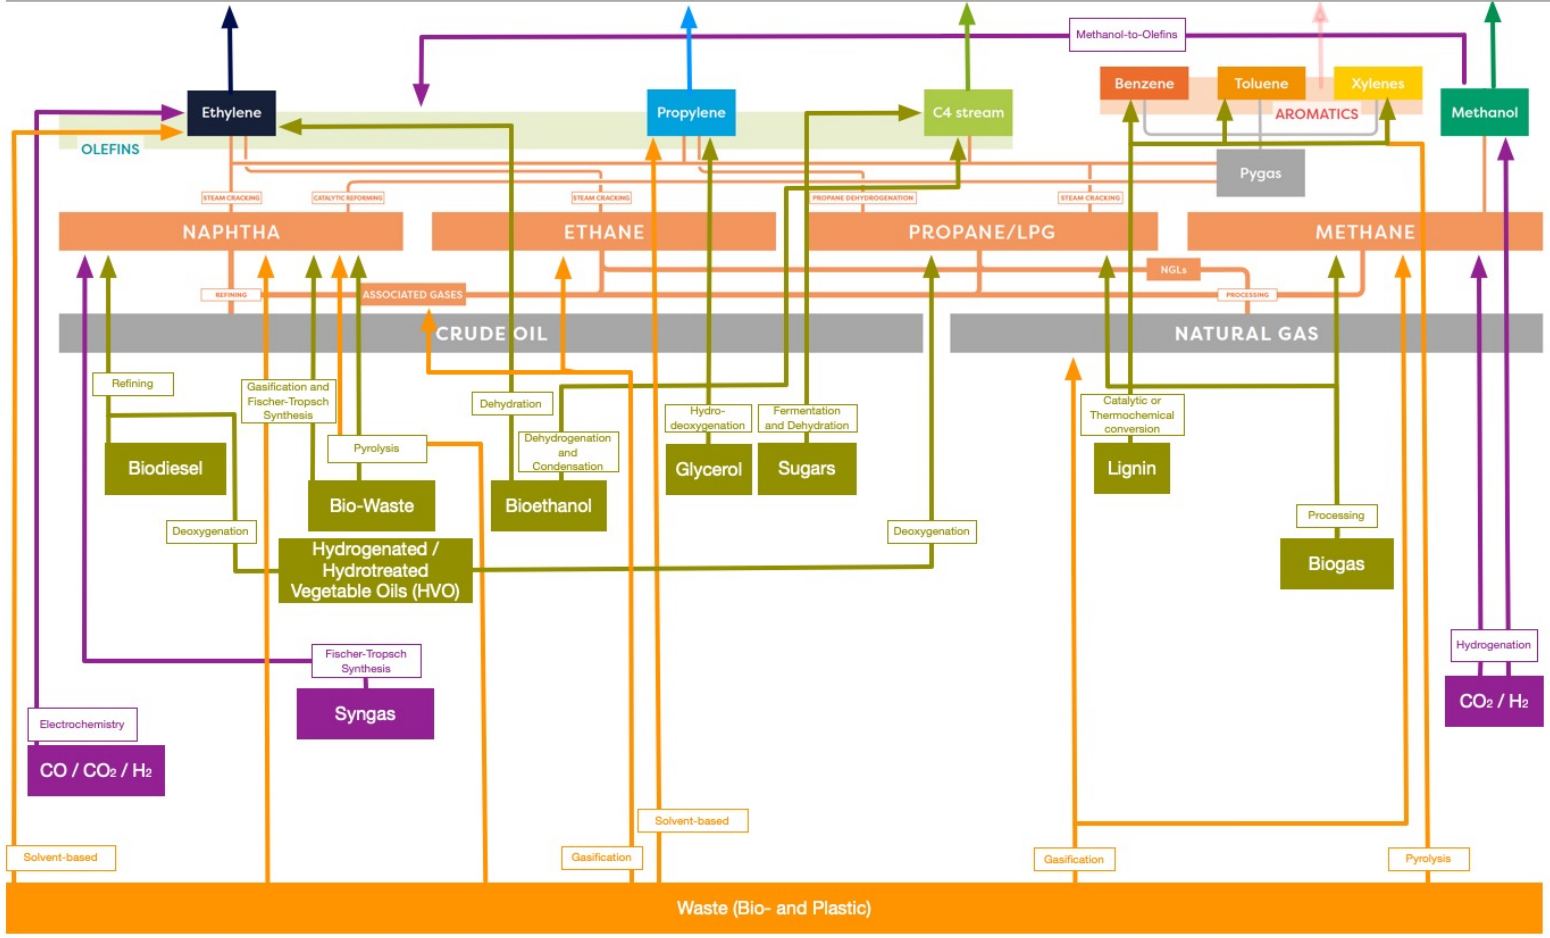 Methanol-to-Olefins
Benzene
Toluene
Xylenes
Ethylene
Propylene
C4 stream
AROMATICS
Methanol
OLEFINS
Pygas
STEAM CRACKING
CATALYTIC REFORMING
STEAM CRACKING
PROPANE DEHYDROGENATION
STEAM CRACKING
NAPHTHA
ETHANE
PROPANE/LPG
METHANE
NGLs
REFINING
ASSOCIATED GASES
PROCESSING
CRUDE OIL
NATURAL GAS
Refining
Gasification and
Fischer-Tropsch
Synthesis
Dehydration
Hydro-
deoxygenation
Fermentation
and Dehydration
Catalytic or
Thermochemical
conversion
Pyrolysis
Dehydrogenation
and
Condensation
Biodiesel
Glycerol
Sugars
Lignin
Bio-Waste
Bioethanol
Processing
Deoxygenation
Deoxygenation
Hydrogenated /
Hydrotreated
Vegetable Oils (HVO)
Biogas
Fischer-Tropsch
Synthesis
Hydrogenation
Syngas
CO₂ / H₂
Electrochemistry
CO / CO₂ / H₂
Solvent-based
Solvent-based
Gasification
Gasification
Pyrolysis
Waste (Bio- and Plastic)